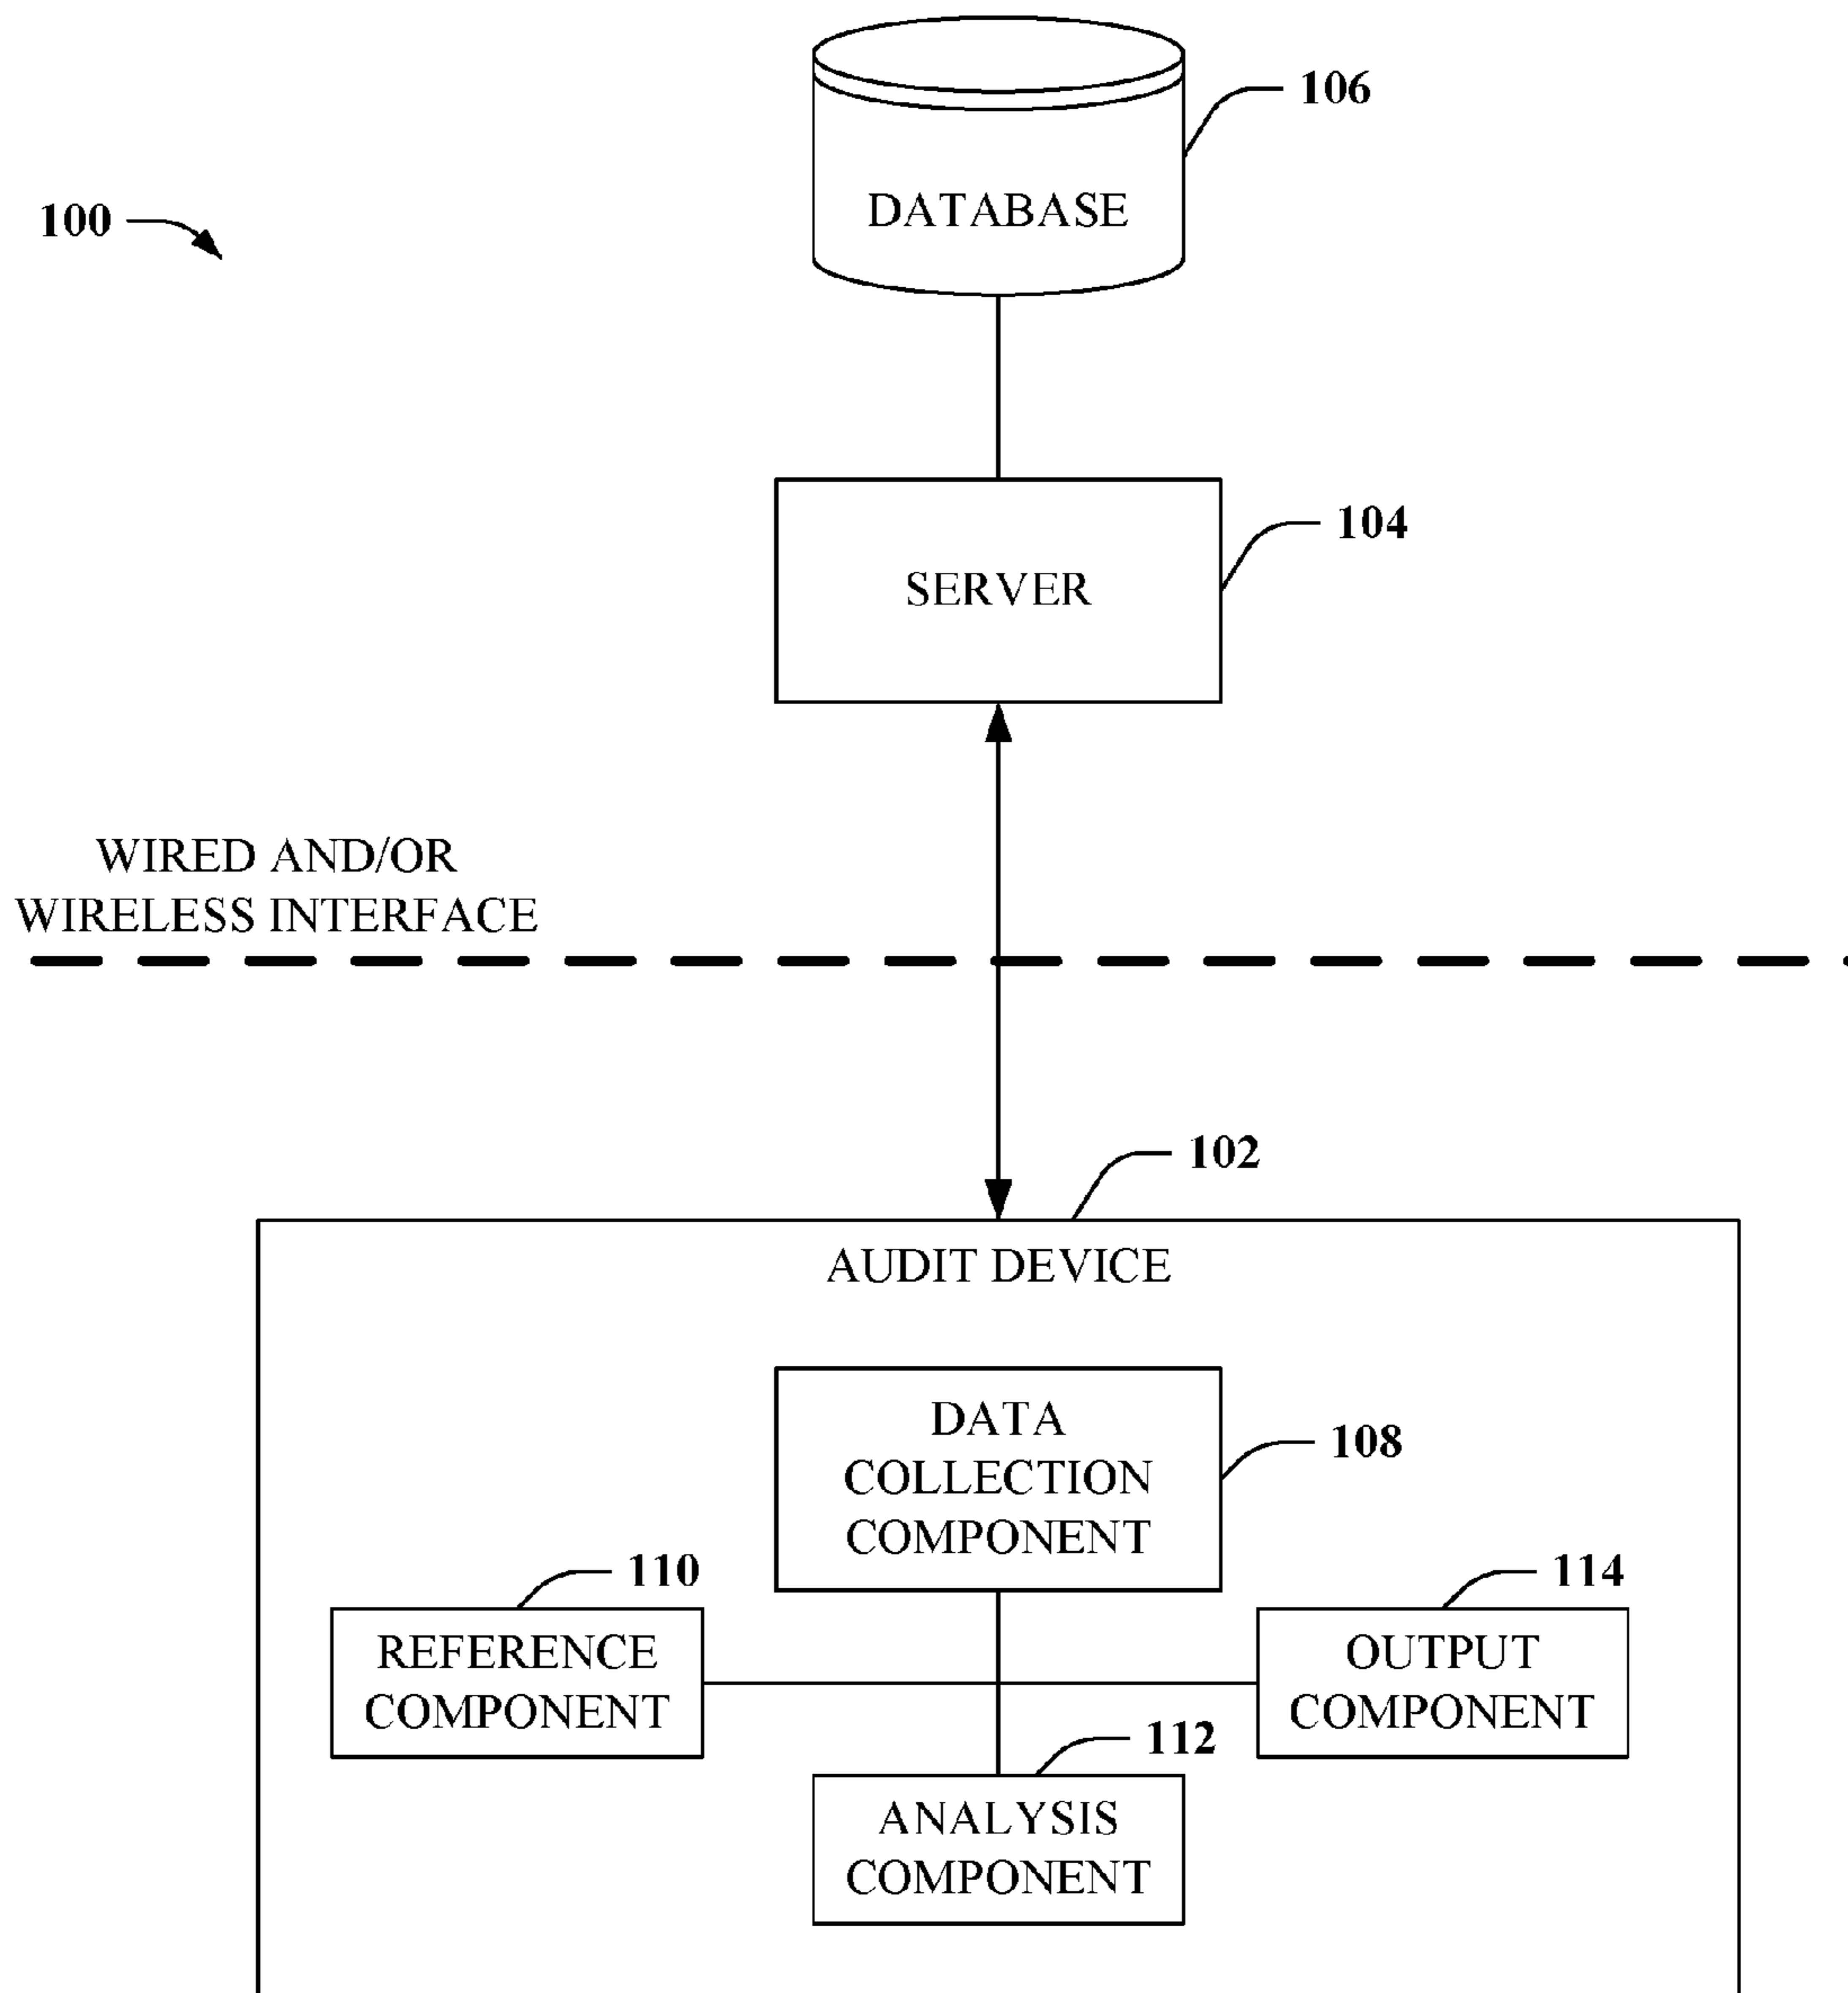 106
DATABASE
100
104
SERVER
WIRED AND/OR
WIRELESS INTERFACE
102
AUDIT DEVICE
DATA
COLLECTION
COMPONENT
108
110
REFERENCE
COMPONENT
114
OUTPUT
COMPONENT
112
ANALYSIS
COMPONENT